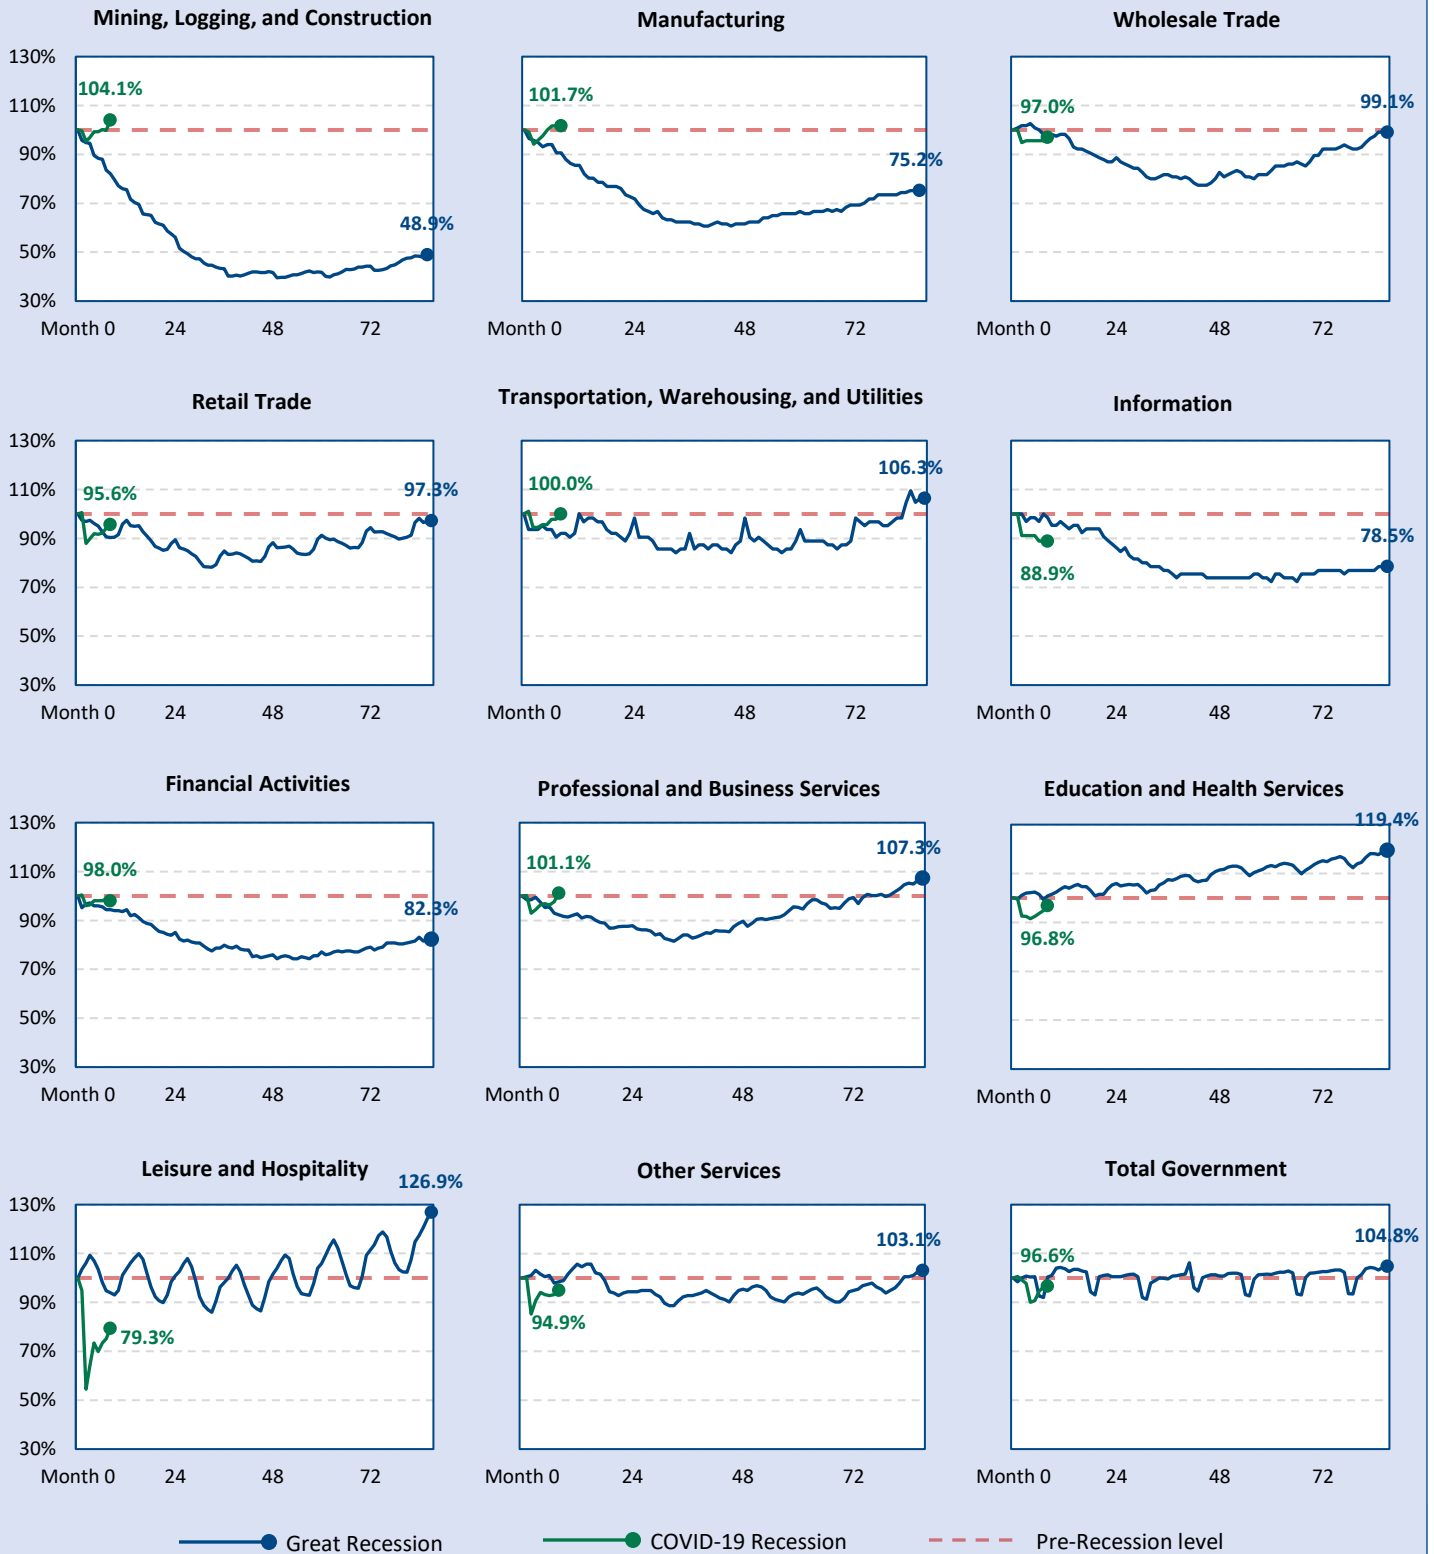 Mining, Logging, and Construction
Manufacturing
Wholesale Trade
130%
110%
90%
70%
50%
30%
104.1%
48.9%
101.7%
75.2%
97.0%
99.1%
Month 0 24 48 72
Month 0 24 48 72
Month 0 24 48 72
Retail Trade
Transportation, Warehousing, and Utilities
Information
130%
110%
90%
70%
50%
30%
95.6%
97.3%
100.0%
106.3%
88.9%
78.5%
Month 0 24 48 72
Month 0 24 48 72
Month 0 24 48 72
Financial Activities
Professional and Business Services
Education and Health Services
130%
110%
90%
70%
50%
30%
98.0%
82.3%
101.1%
107.3%
96.8%
119.4%
Month 0 24 48 72
Month 0 24 48 72
Month 0 24 48 72
Leisure and Hospitality
Other Services
Total Government
130%
110%
90%
70%
50%
30%
79.3%
126.9%
94.9%
103.1%
96.6%
104.8%
Month 0 24 48 72
Month 0 24 48 72
Month 0 24 48 72
Great Recession
COVID-19 Recession
Pre-Recession level